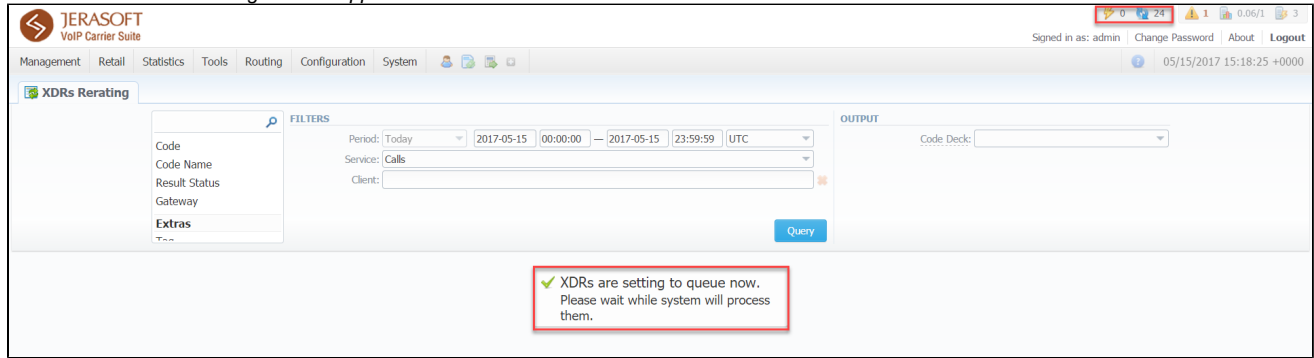 JERASOFT
VoIP Carrier Suite
0 24 1 0.06/1 3
Signed in as: admin Change Password About Logout
Management Retail Statistics Tools Routing Configuration System 05/15/2017 15:18:25 +0000
XDRs Rerating
FILTERS OUTPUT
Code
Code Name
Result Status
Gateway
Extras
Tag
Period: Today 2017-05-15 00:00:00 — 2017-05-15 23:59:59 UTC Code Deck:
Service: Calls
Client:
Query
XDRs are setting to queue now.
Please wait while system will process
them.